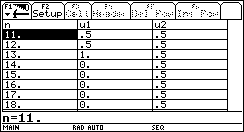 F1 F2 Setup F3 Cell F4 Header F5 Del Row F6 Ins Row
n u1 u2
11. .5 .5
12. .5 .5
13. 1. .5
14. 0. .5
15. 0. .5
16. 0. .5
17. 0. .5
18. 0. .5
n=11.
MAIN RAD AUTO SEQ